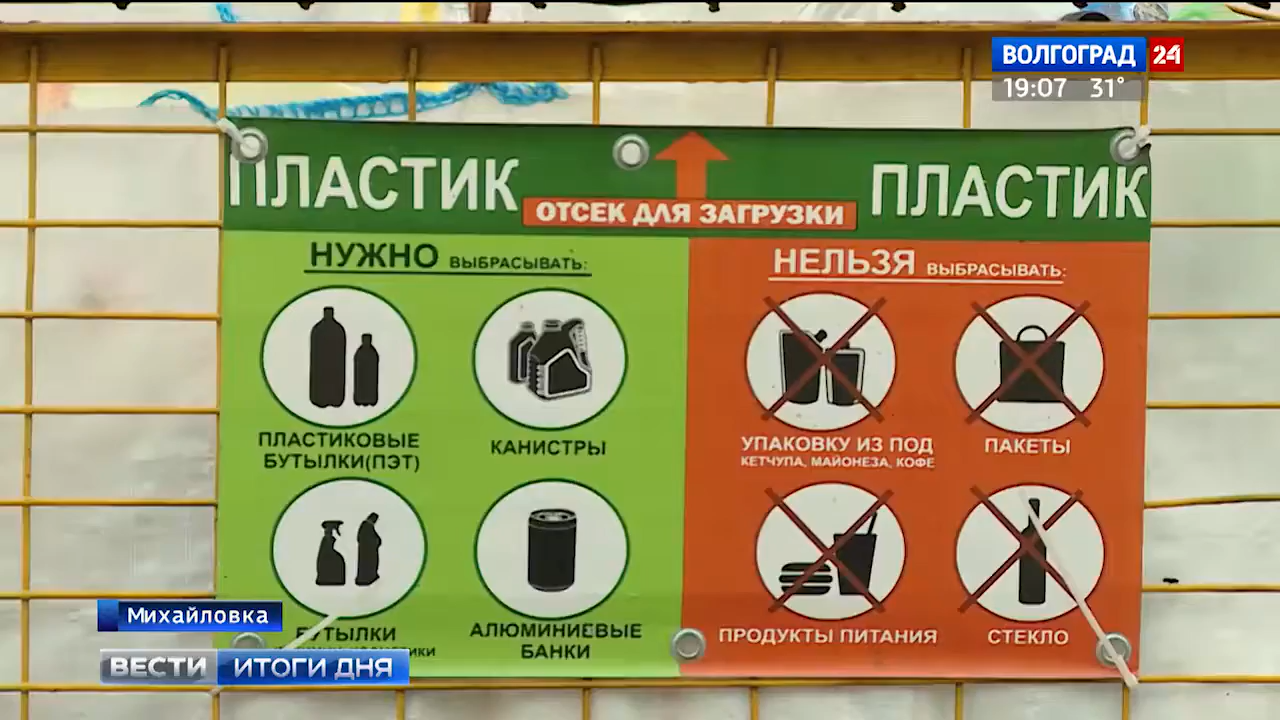 ВОЛГОГРАД 24
19:07 31°
ПЛАСТИК
ПЛАСТИК
ОТСЕК ДЛЯ ЗАГРУЗКИ
НУЖНО ВЫБРАСЫВАТЬ:
НЕЛЬЗЯ ВЫБРАСЫВАТЬ:
ПЛАСТИКОВЫЕ
БУТЫЛКИ(ПЭТ)
КАНИСТРЫ
УПАКОВКУ ИЗ ПОД
КЕТЧУПА, МАЙОНЕЗА, КОФЕ
ПАКЕТЫ
БУТЫЛКИ
АЛЮМИНИЕВЫЕ
БАНКИ
ПРОДУКТЫ ПИТАНИЯ
СТЕКЛО
Михайловка
ВЕСТИ ИТОГИ ДНЯ